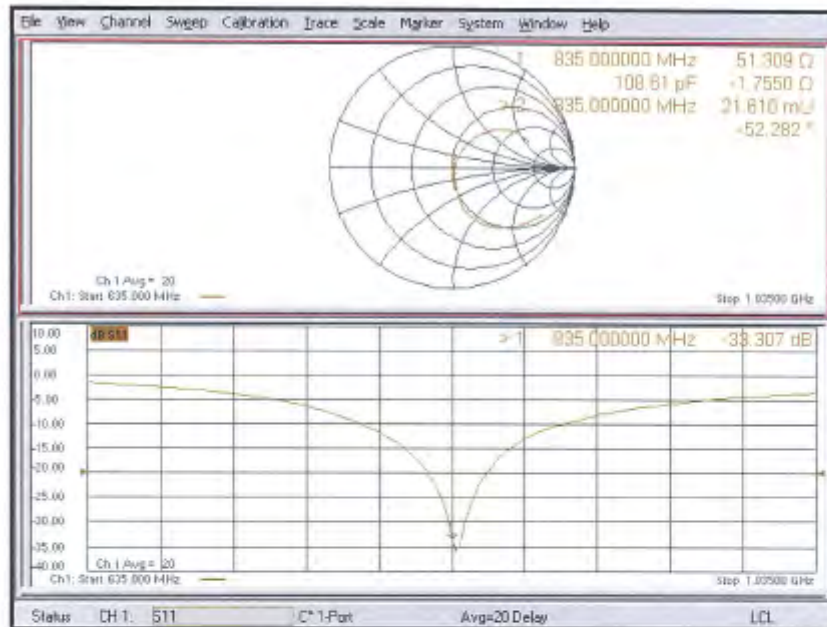 File View Channel Sweep Calibration Trace Scale Marker System Window Help
1 835.000000 MHz 51.309 Ω
108.61 pF -1.7550 Ω
>2 835.000000 MHz 21.610 mU
-52.282 °
Ch 1 Avg = 20
Ch1: Start 635.000 MHz
Stop 1.03500 GHz
10.00
dB S11
>1 835.000000 MHz -33.307 dB
5.00
0.00
-5.00
-10.00
-15.00
-20.00
-25.00
-30.00
-35.00
-40.00
Ch 1 Avg = 20
Ch1: Start 635.000 MHz
Stop 1.03500 GHz
Status CH 1: S11 C* 1-Port Avg=20 Delay LCL